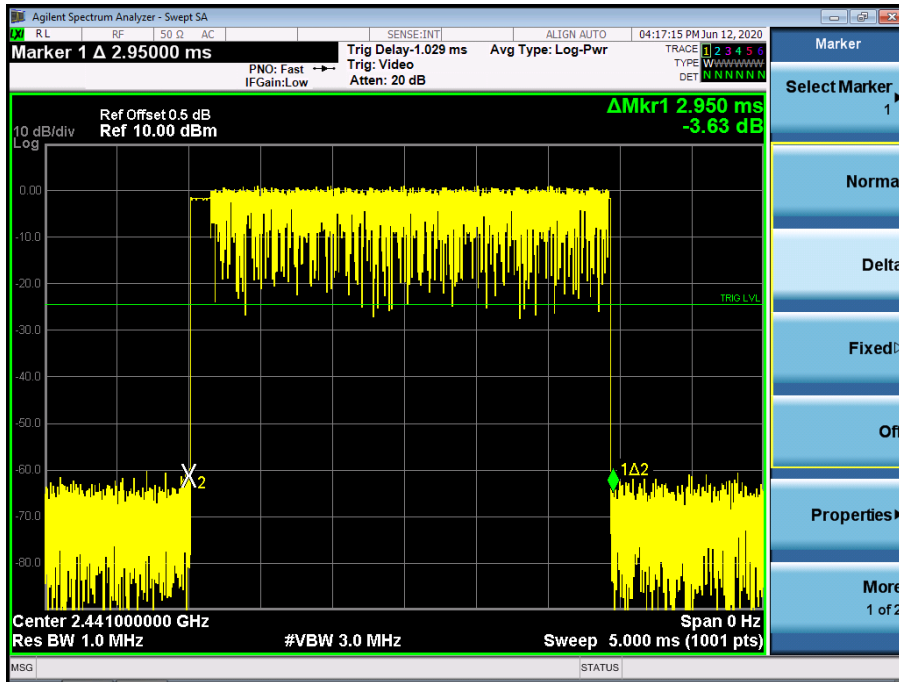 Agilent Spectrum Analyzer - Swept SA
LXI RL RF 50 Ω AC SENSE:INT ALIGN AUTO 04:17:15 PM Jun 12, 2020
Marker 1 Δ 2.95000 ms
PNO: Fast
IFGain:Low
Trig Delay-1.029 ms
Trig: Video
Atten: 20 dB
Avg Type: Log-Pwr
TRACE 1 2 3 4 5 6
TYPE WWWWWW
DET N N N N N N
ΔMkr1 2.950 ms
-3.63 dB
Ref Offset 0.5 dB
10 dB/div Ref 10.00 dBm
Log
0.00
-10.0
-20.0
TRIG LVL
-30.0
-40.0
-50.0
-60.0
2
1Δ2
-70.0
-80.0
Center 2.441000000 GHz Span 0 Hz
Res BW 1.0 MHz #VBW 3.0 MHz Sweep 5.000 ms (1001 pts)
MSG STATUS
Marker
Select Marker
1
Norma
Delta
Fixed
Off
Properties
More
1 of 2